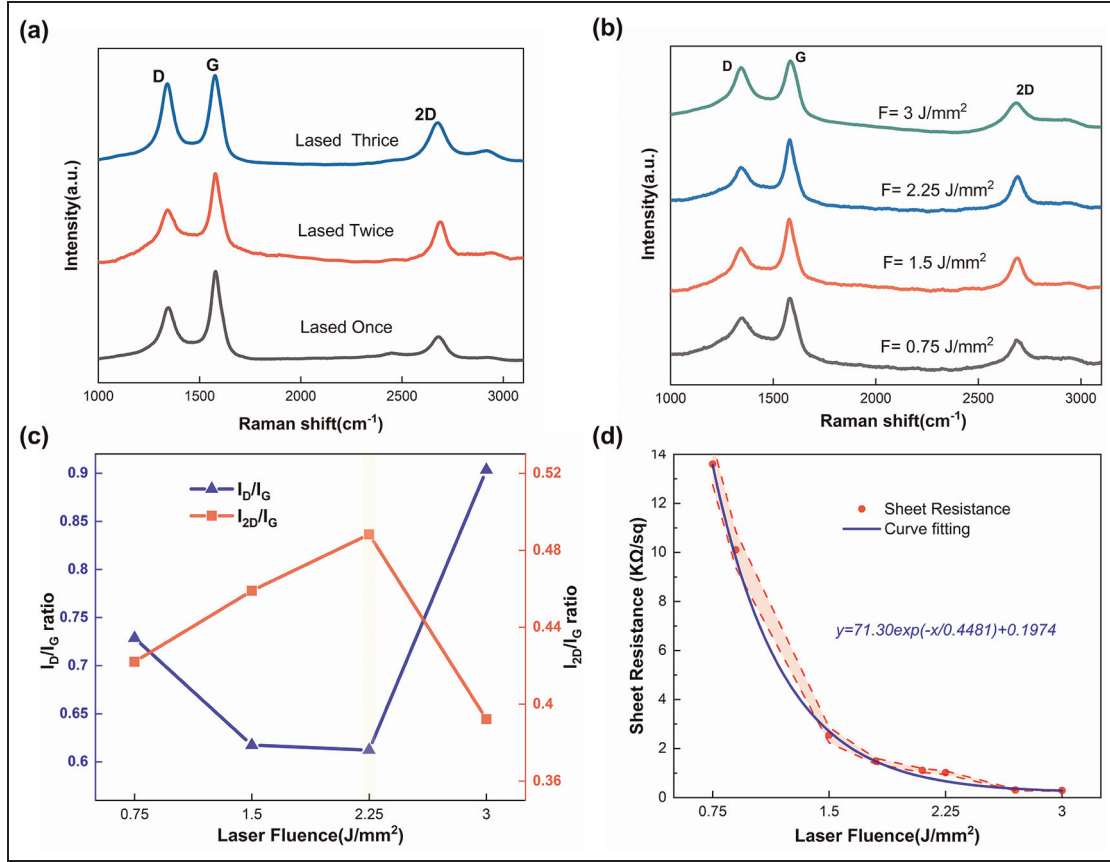 (a)
D
G
2D
Lased Thrice
Lased Twice
Lased Once
Intensity(a.u.)
1000
1500
2000
2500
3000
Raman shift(cm⁻¹)
(b)
D
G
2D
F= 3 J/mm²
F= 2.25 J/mm²
F= 1.5 J/mm²
F= 0.75 J/mm²
Intensity(a.u.)
1000
1500
2000
2500
3000
Raman shift(cm⁻¹)
(c)
I_D/I_G
I_2D/I_G
I_D/I_G ratio
0.9
0.85
0.8
0.75
0.7
0.65
0.6
I_2D/I_G ratio
0.52
0.48
0.44
0.4
0.36
0.75
1.5
2.25
3
Laser Fluence(J/mm²)
(d)
Sheet Resistance
Curve fitting
y=71.30exp(-x/0.4481)+0.1974
Sheet Resistance (KΩ/sq)
14
12
10
8
6
4
2
0
0.75
1.5
2.25
3
Laser Fluence(J/mm²)